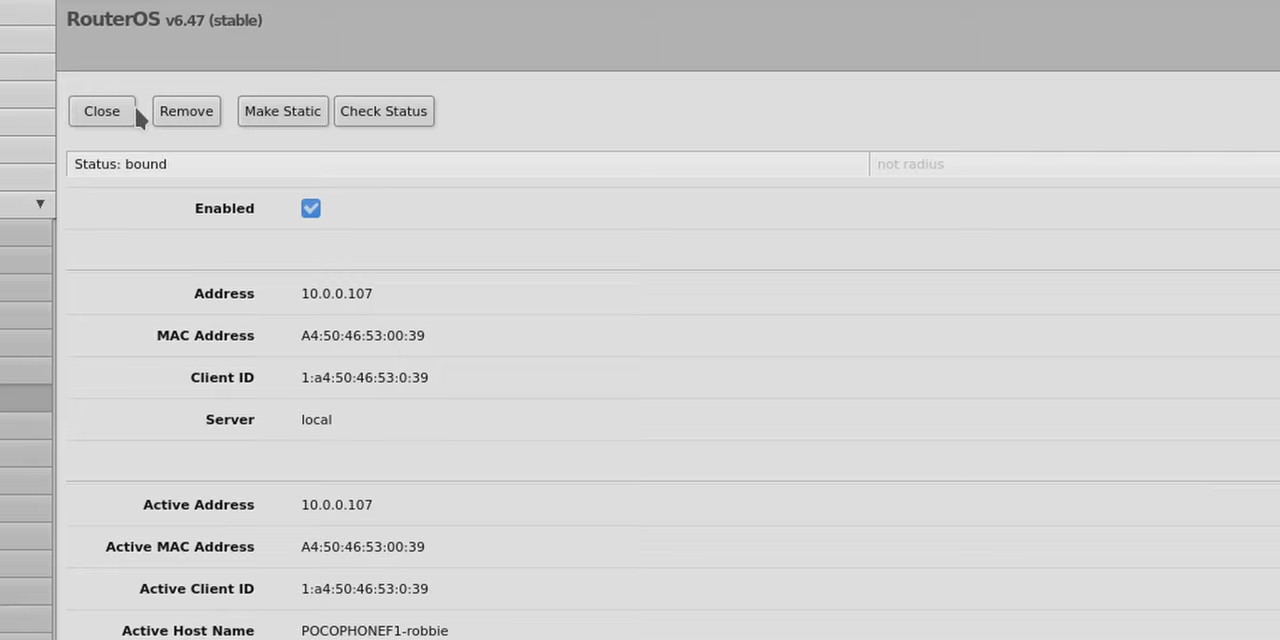 RouterOS v6.47 (stable)
Close Remove Make Static Check Status
Status: bound not radius
Enabled
Address 10.0.0.107
MAC Address A4:50:46:53:00:39
Client ID 1:a4:50:46:53:0:39
Server local
Active Address 10.0.0.107
Active MAC Address A4:50:46:53:00:39
Active Client ID 1:a4:50:46:53:0:39
Active Host Name POCOPHONEF1-robbie